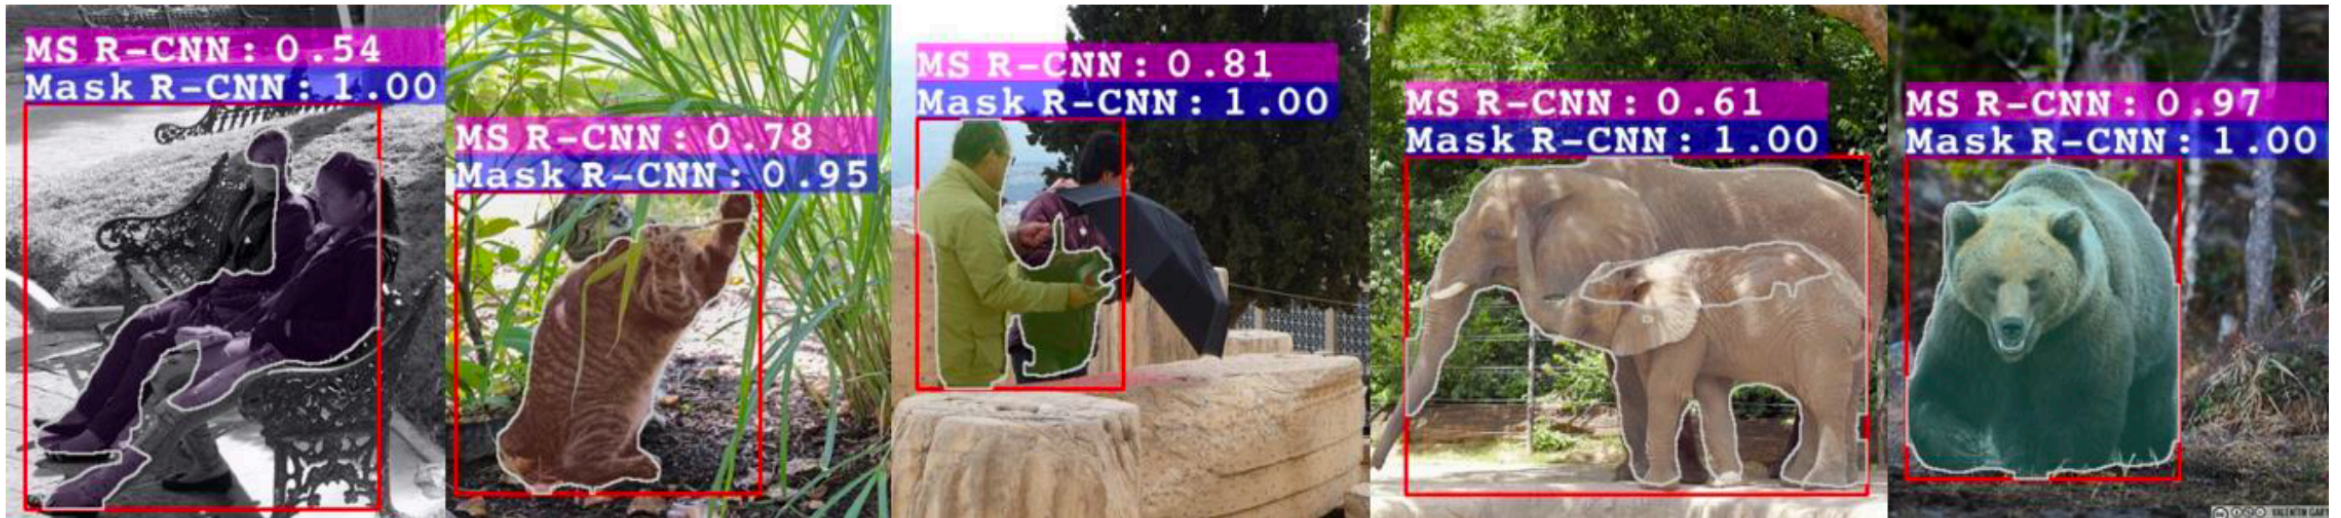 MS R-CNN: 0.54
Mask R-CNN: 1.00
MS R-CNN: 0.78
Mask R-CNN: 0.95
MS R-CNN: 0.81
Mask R-CNN: 1.00
MS R-CNN: 0.61
Mask R-CNN: 1.00
MS R-CNN: 0.97
Mask R-CNN: 1.00